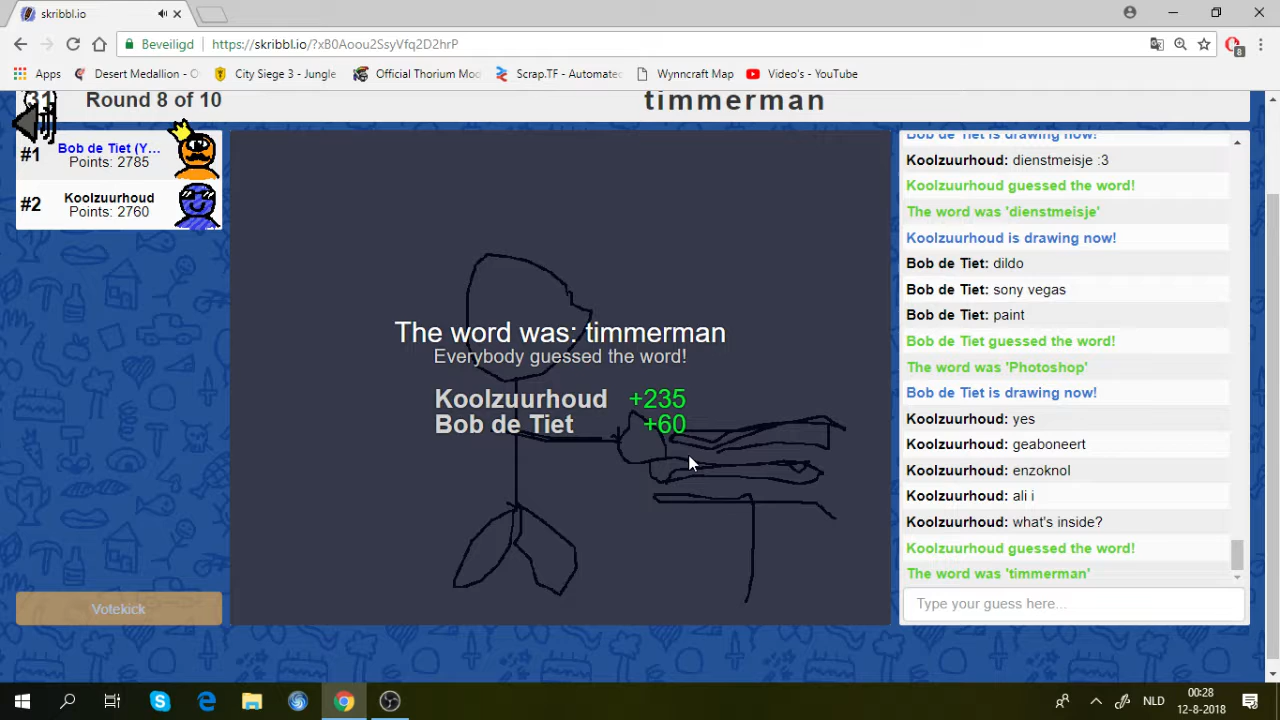 skribbl.io
Beveiligd https://skribbl.io/?xB0Aoou2SsyVfq2D2hrP
8
Apps Desert Medallion - O City Siege 3 - Jungle Official Thorium Mod Scrap.TF - Automate Wynncraft Map Video's - YouTube
31 Round 8 of 10 timmerman
#1 Bob de Tiet (Y...
Points: 2785
#2 Koolzuurhoud
Points: 2760
Votekick
The word was: timmerman
Everybody guessed the word!
Koolzuurhoud +235
Bob de Tiet +60
Bob de Tiet is drawing now!
Koolzuurhoud: dienstmeisje :3
Koolzuurhoud guessed the word!
The word was 'dienstmeisje'
Koolzuurhoud is drawing now!
Bob de Tiet: dildo
Bob de Tiet: sony vegas
Bob de Tiet: paint
Bob de Tiet guessed the word!
The word was 'Photoshop'
Bob de Tiet is drawing now!
Koolzuurhoud: yes
Koolzuurhoud: geaboneert
Koolzuurhoud: enzoknol
Koolzuurhoud: ali i
Koolzuurhoud: what's inside?
Koolzuurhoud guessed the word!
The word was 'timmerman'
Type your guess here...
NLD
00:28
12-8-2018